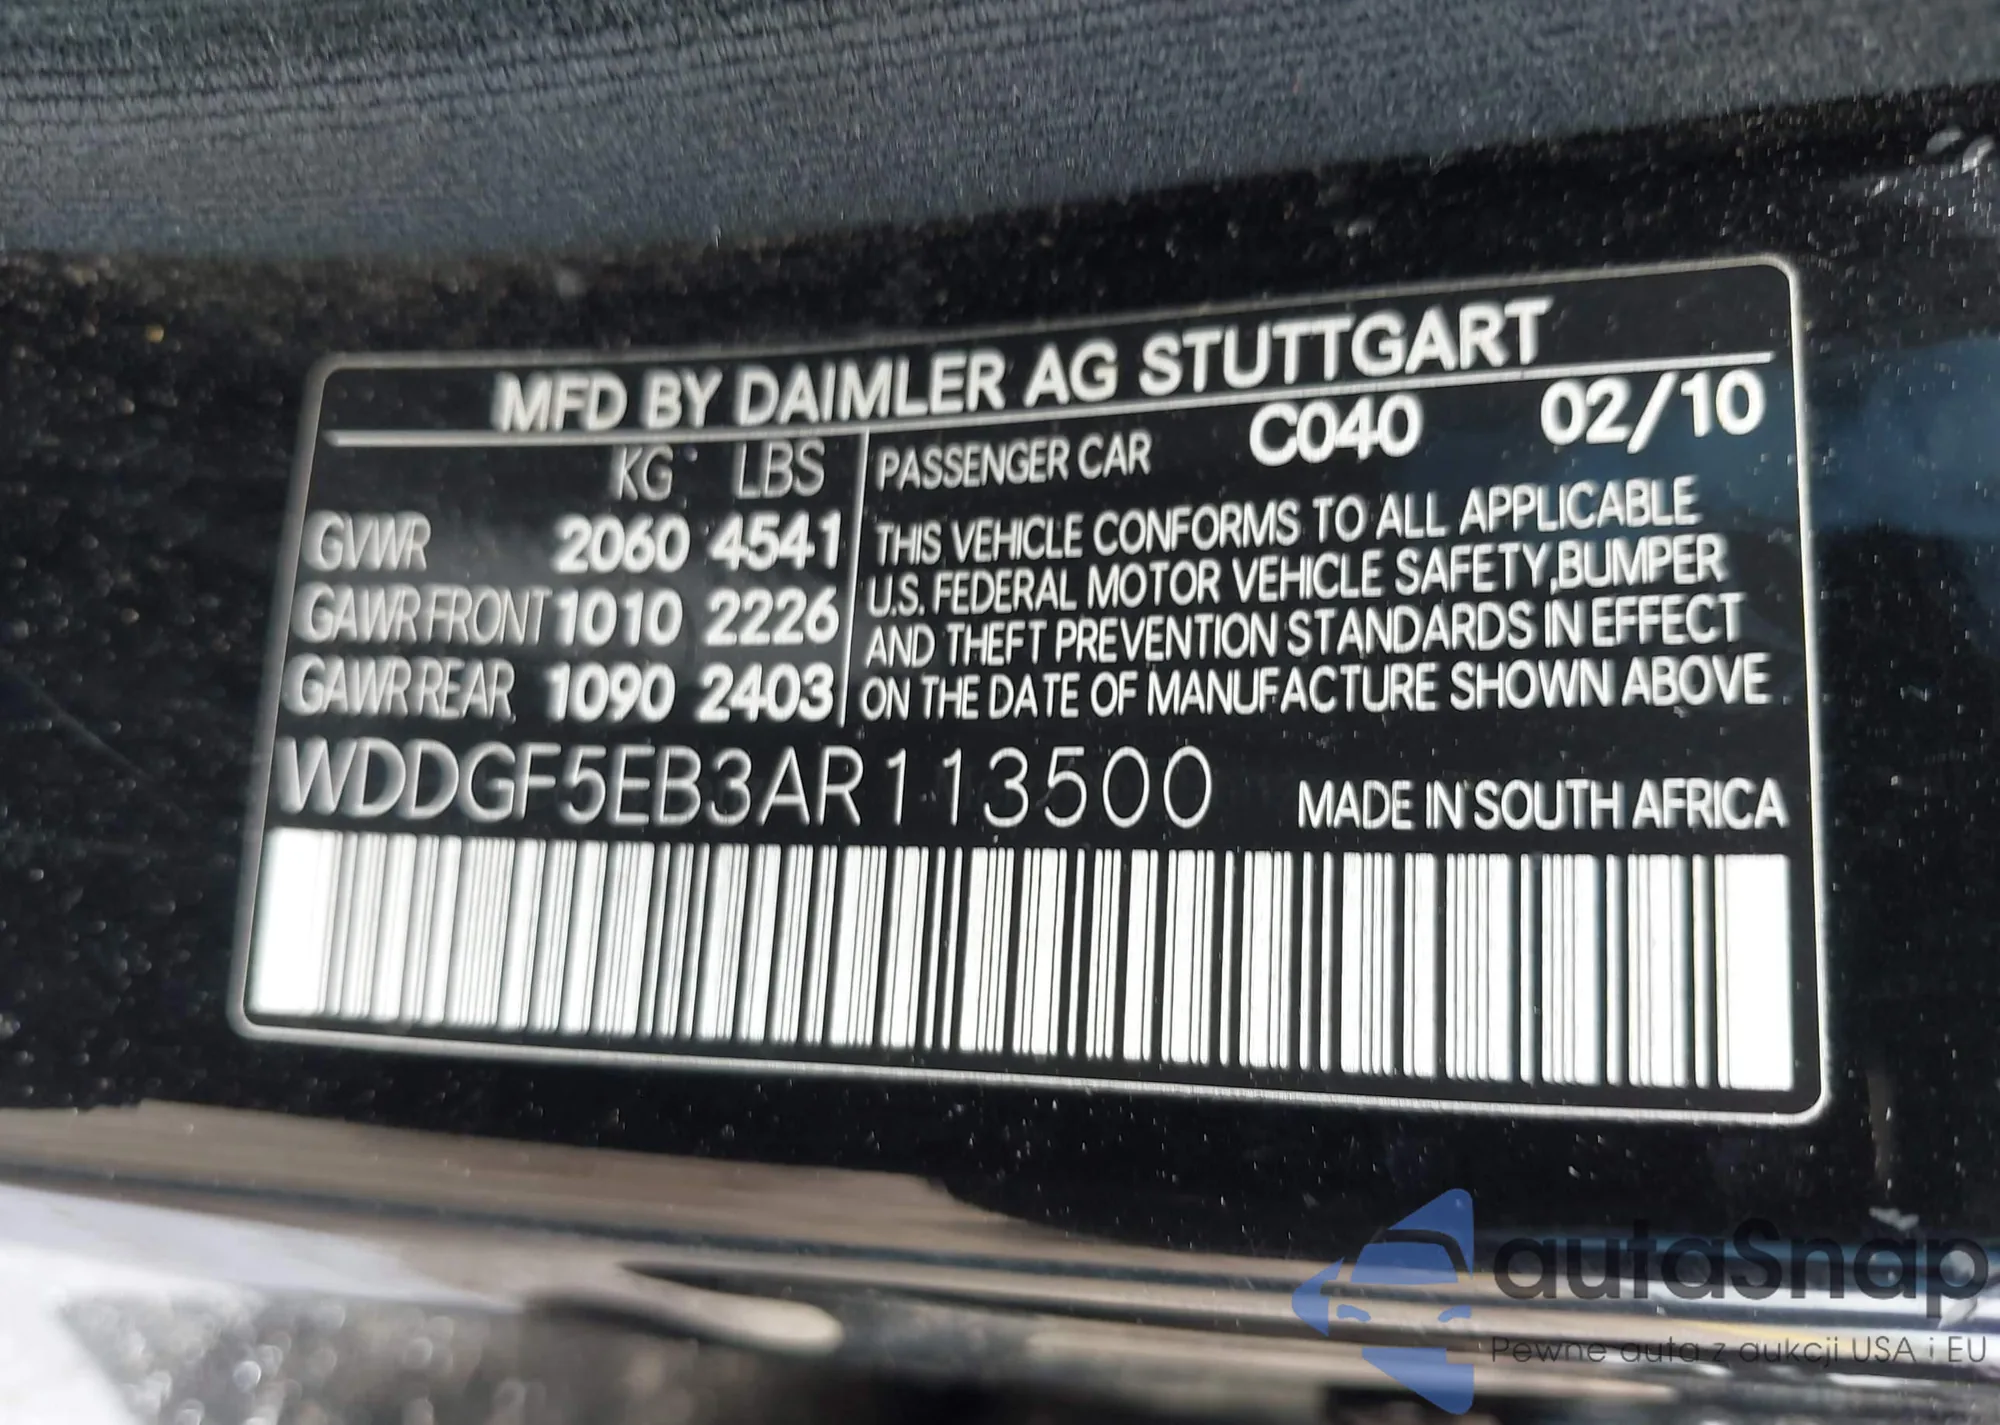 MFD BY DAIMLER AG STUTTGART
KG LBS
GVWR 2060 4541
GAWR FRONT 1010 2226
GAWR REAR 1090 2403
PASSENGER CAR C040 02/10
THIS VEHICLE CONFORMS TO ALL APPLICABLE
U.S. FEDERAL MOTOR VEHICLE SAFETY,BUMPER
AND THEFT PREVENTION STANDARDS IN EFFECT
ON THE DATE OF MANUFACTURE SHOWN ABOVE.
WDDGF5EB3AR113500
MADE IN SOUTH AFRICA
autaSnap
Pewne auta z aukcji USA i EU